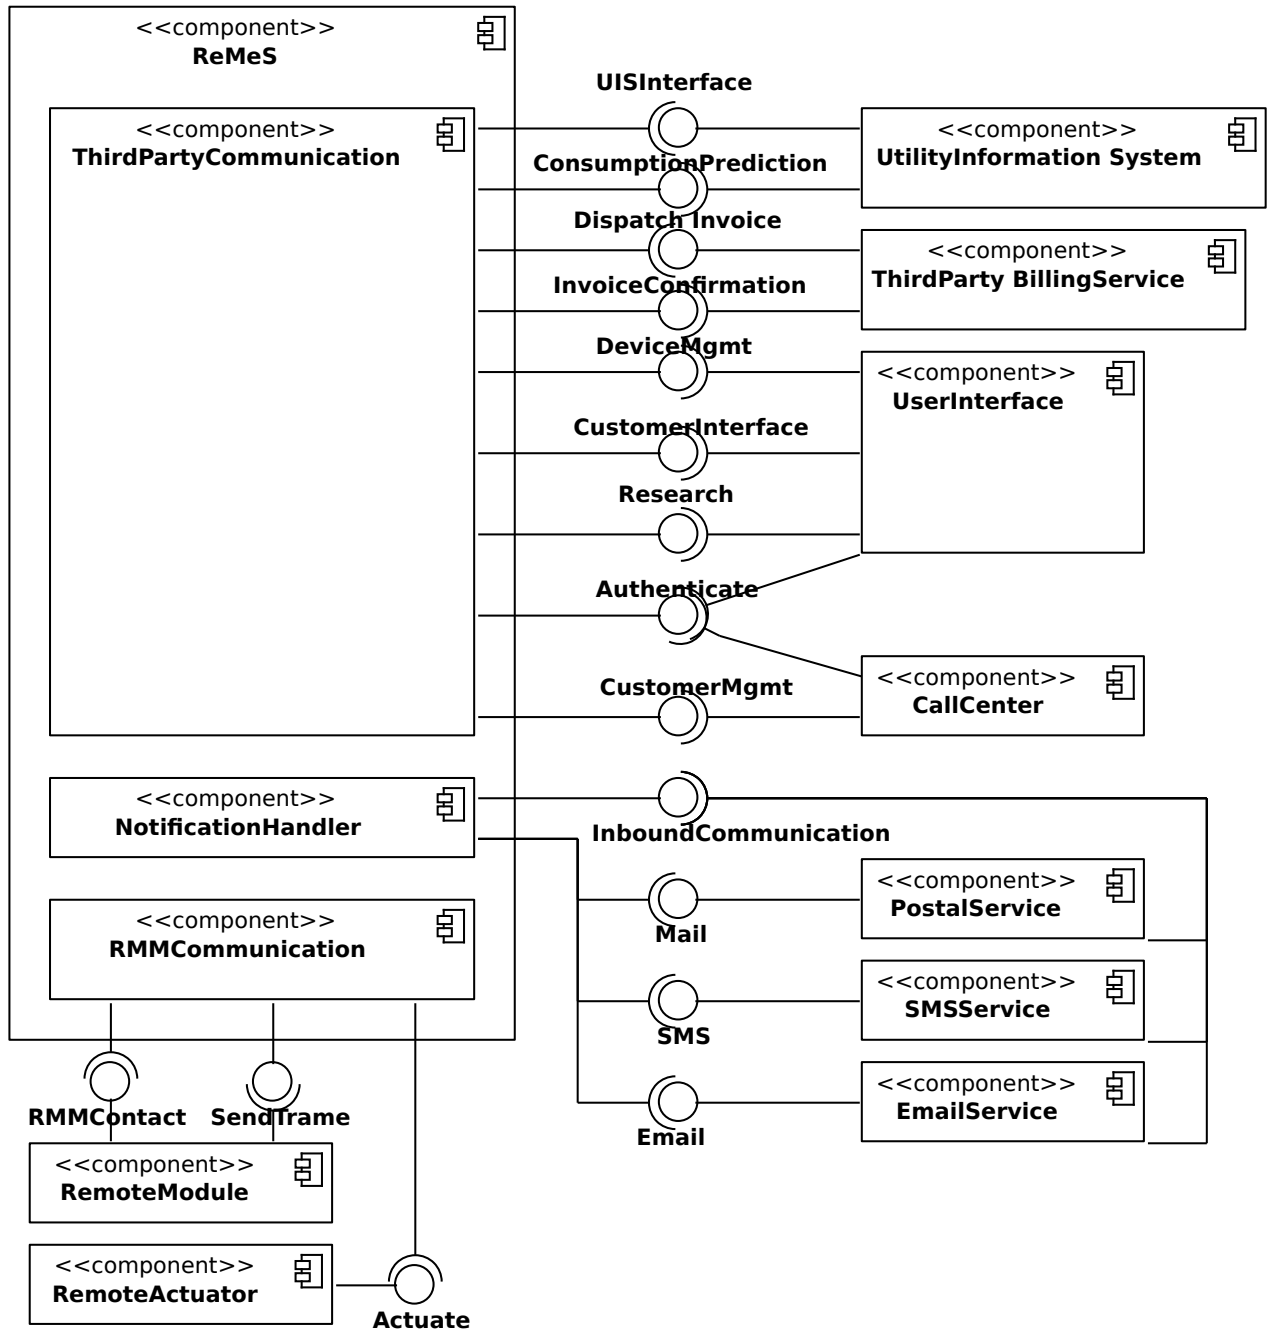 <<component>>
ReMeS
<<component>>
ThirdPartyCommunication
UISInterface
<<component>>
UtilityInformation System
ConsumptionPrediction
Dispatch Invoice
<<component>>
ThirdParty BillingService
InvoiceConfirmation
DeviceMgmt
<<component>>
UserInterface
CustomerInterface
Research
Authenticate
<<component>>
CallCenter
CustomerMgmt
<<component>>
NotificationHandler
InboundCommunication
<<component>>
PostalService
Mail
<<component>>
RMMCommunication
<<component>>
SMSService
SMS
<<component>>
EmailService
Email
RMMContact
SendTrame
<<component>>
RemoteModule
<<component>>
RemoteActuator
Actuate